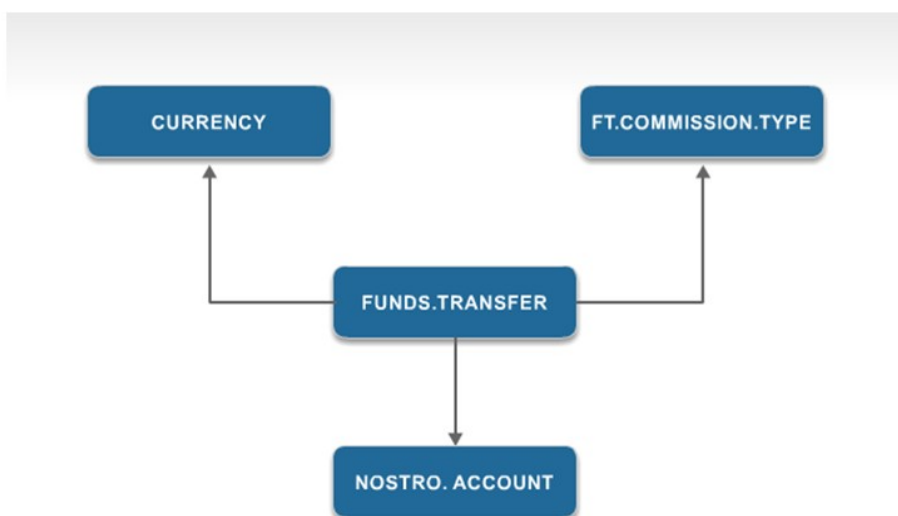 CURRENCY
FT.COMMISSION.TYPE
FUNDS.TRANSFER
NOSTRO. ACCOUNT